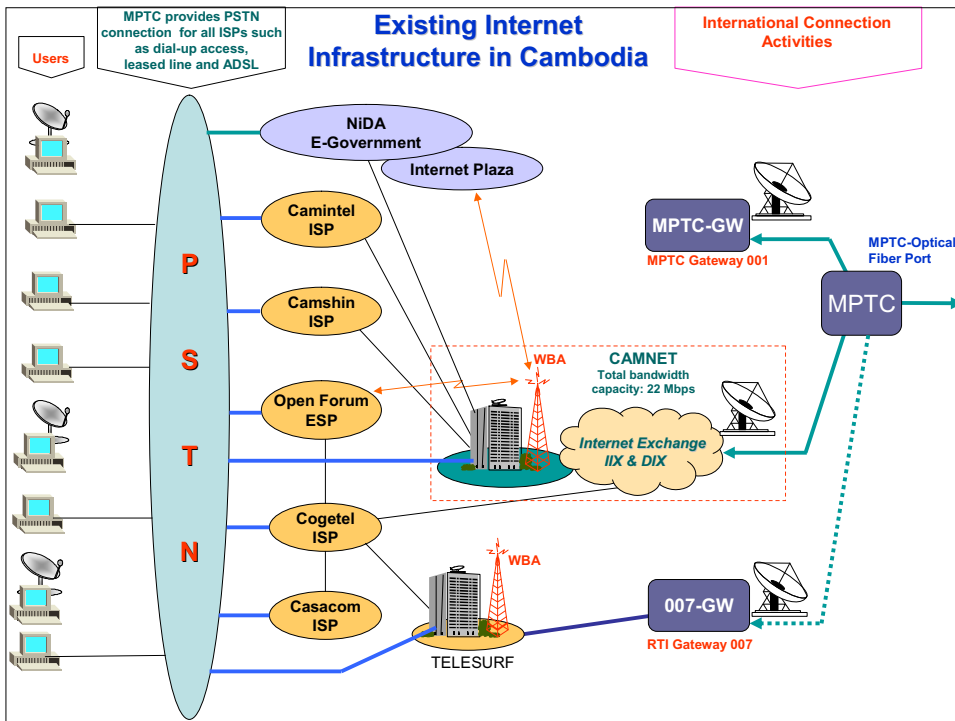 MPTC provides PSTN
connection for all ISPs such
as dial-up access,
leased line and ADSL
Existing Internet
Infrastructure in Cambodia
International Connection
Activities
Users
NiDA
E-Government
Internet Plaza
Camintel
ISP
MPTC-GW
MPTC Gateway 001
MPTC-Optical
Fiber Port
MPTC
P
S
T
N
Camshin
ISP
WBA
CAMNET
Total bandwidth
capacity: 22 Mbps
Open Forum
ESP
Internet Exchange
IIX & DIX
Cogetel
ISP
WBA
Casacom
ISP
007-GW
RTI Gateway 007
TELESURF